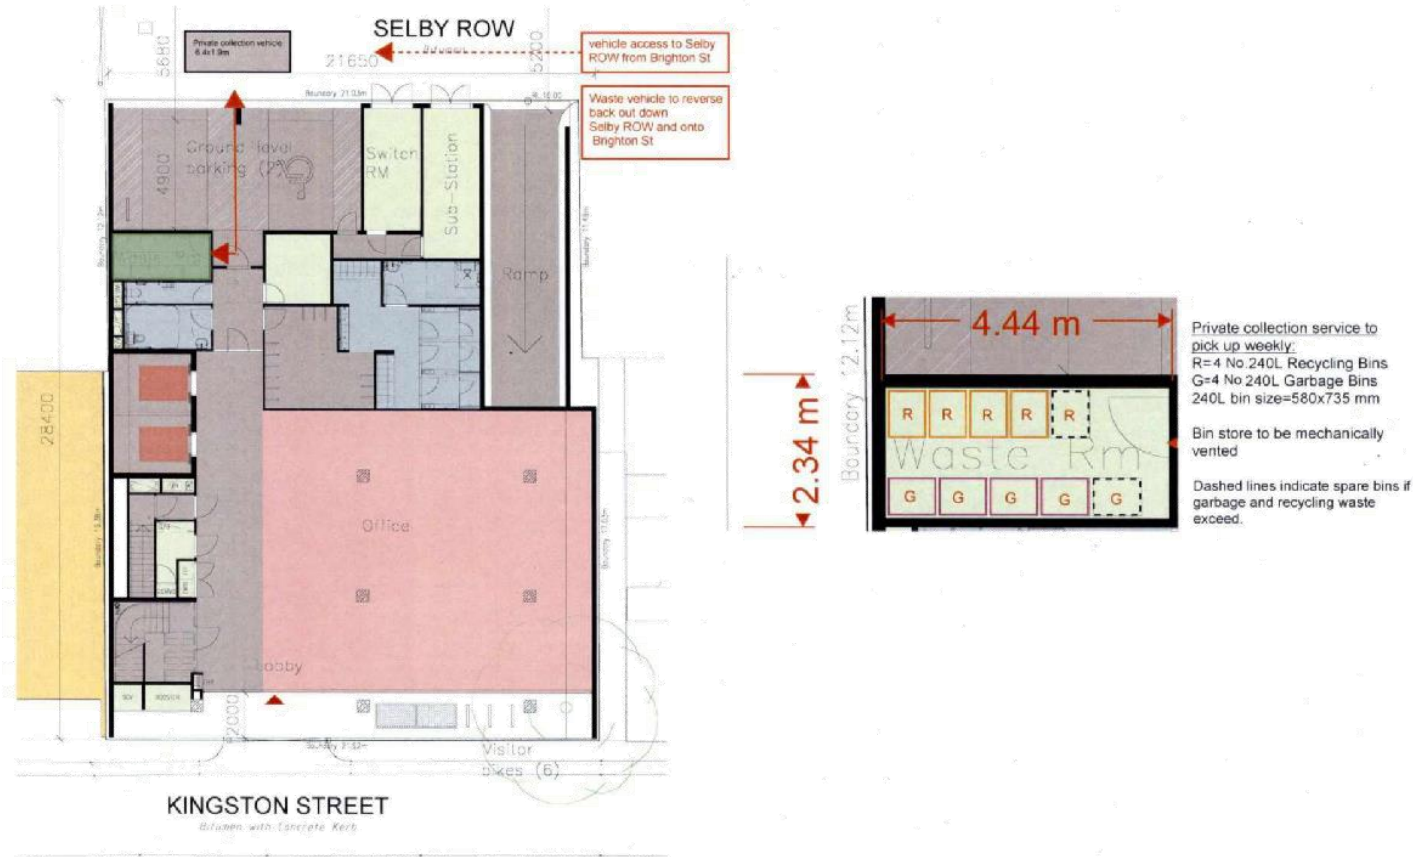 SELBY ROW
Bitumen
Private collection vehicle
6.4x1.9m
5680
21650
5200
vehicle access to Selby
ROW from Brighton St
Waste vehicle to reverse
back out down
Selby ROW and onto
Brighton St
Ground level
parking (2)
4900
Switch
RM
Sub-Station
Ramp
28400
Office
Lobby
2000
Visitor
bikes (6)
KINGSTON STREET
Bitumen with Concrete Kerb
4.44 m
2.34 m
Boundary 12.12m
R R R R R
Waste Rm
G G G G G
Private collection service to
pick up weekly:
R=4 No.240L Recycling Bins
G=4 No.240L Garbage Bins
240L bin size=580x735 mm
Bin store to be mechanically
vented
Dashed lines indicate spare bins if
garbage and recycling waste
exceed.